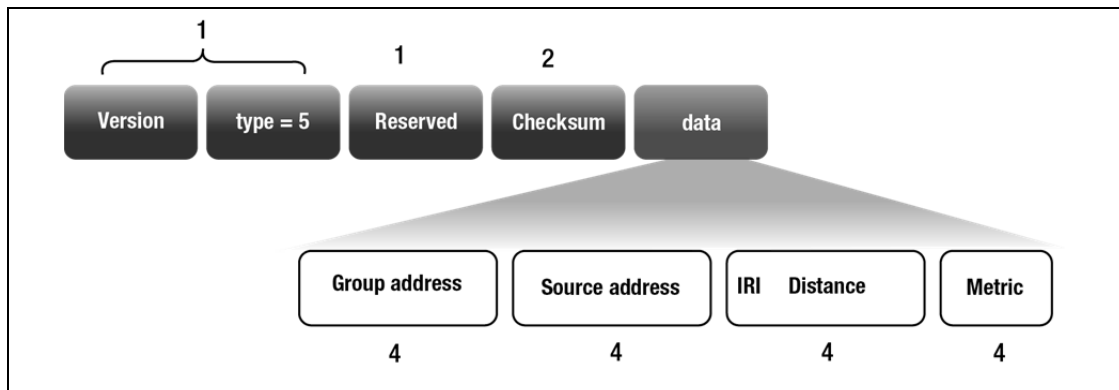 1
1 2
Version type = 5 Reserved Checksum data
Group address Source address IRI Distance Metric
4 4 4 4